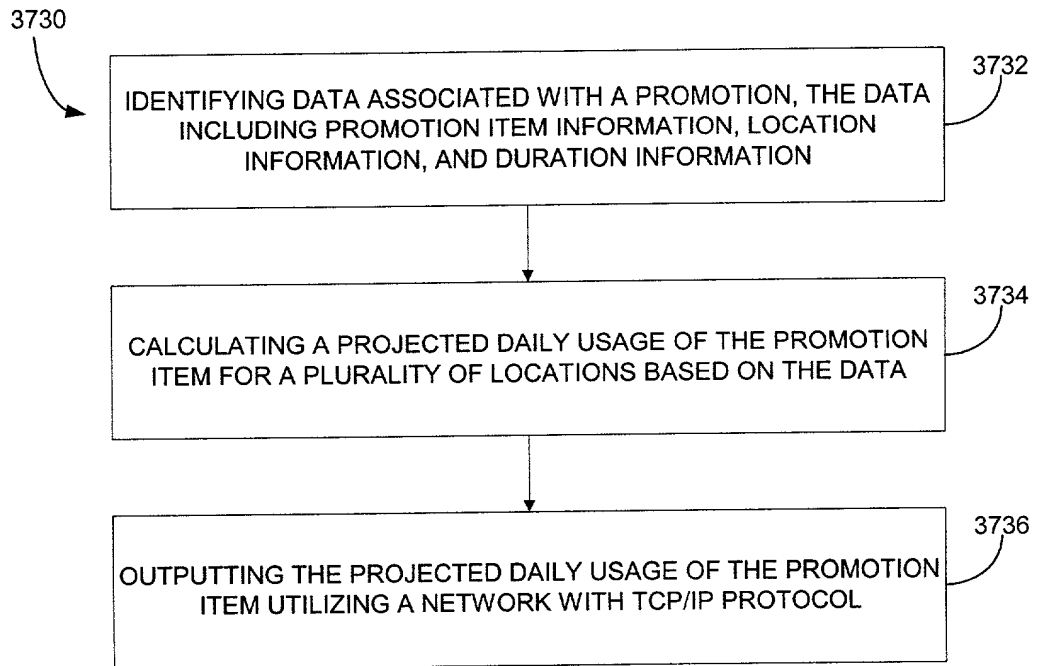 3730
3732
IDENTIFYING DATA ASSOCIATED WITH A PROMOTION, THE DATA
INCLUDING PROMOTION ITEM INFORMATION, LOCATION
INFORMATION, AND DURATION INFORMATION
3734
CALCULATING A PROJECTED DAILY USAGE OF THE PROMOTION
ITEM FOR A PLURALITY OF LOCATIONS BASED ON THE DATA
3736
OUTPUTTING THE PROJECTED DAILY USAGE OF THE PROMOTION
ITEM UTILIZING A NETWORK WITH TCP/IP PROTOCOL